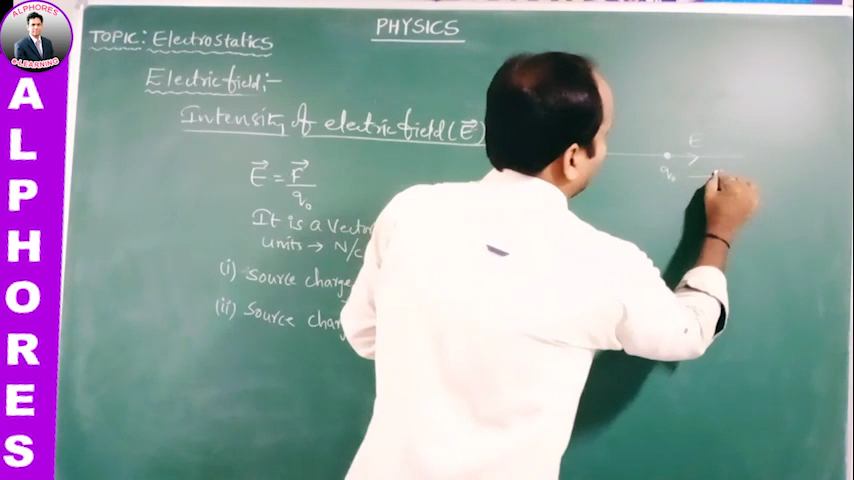 ALPHORES
e-LEARNING
ALPHORES
PHYSICS
TOPIC: Electrostatics
Electric field:-
Intensity of electric field (E⃗)
E⃗ = F⃗/q₀
It is a Vector
units → N/C
(i) Source charge
(ii) Source
E
q₀